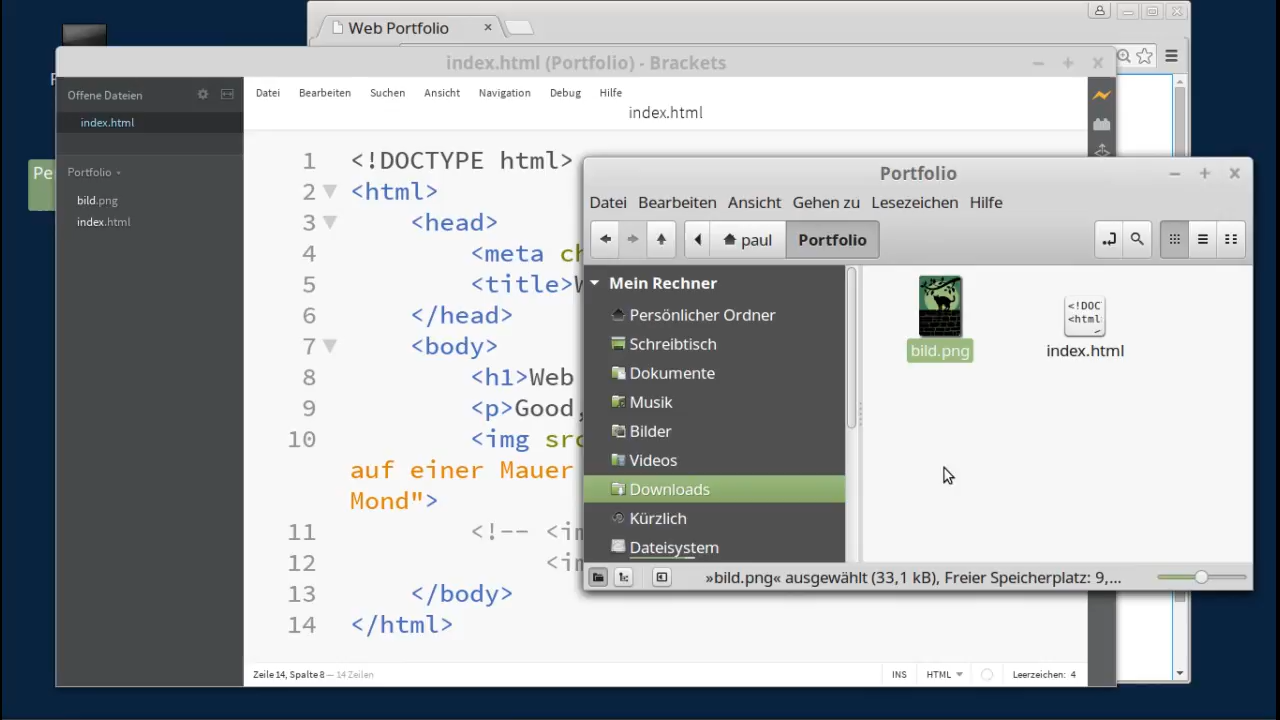 Web Portfolio
index.html (Portfolio) - Brackets
Offene Dateien
index.html
Portfolio
bild.png
index.html
Pe
Datei Bearbeiten Suchen Ansicht Navigation Debug Hilfe
index.html
1 <!DOCTYPE html>
2 <html>
3 <head>
4 <meta ch
5 <title>W
6 </head>
7 <body>
8 <h1>Web
9 <p>Good,
10 <img src
auf einer Mauer
Mond">
11 <!-- <im
12 <im
13 </body>
14 </html>
Zeile 14, Spalte 8 — 14 Zeilen
INS HTML Leerzeichen: 4
Portfolio
Datei Bearbeiten Ansicht Gehen zu Lesezeichen Hilfe
paul Portfolio
Mein Rechner
Persönlicher Ordner
Schreibtisch
Dokumente
Musik
Bilder
Videos
Downloads
Kürzlich
Dateisystem
<!DOC
<html
bild.png
index.html
»bild.png« ausgewählt (33,1 kB), Freier Speicherplatz: 9,...